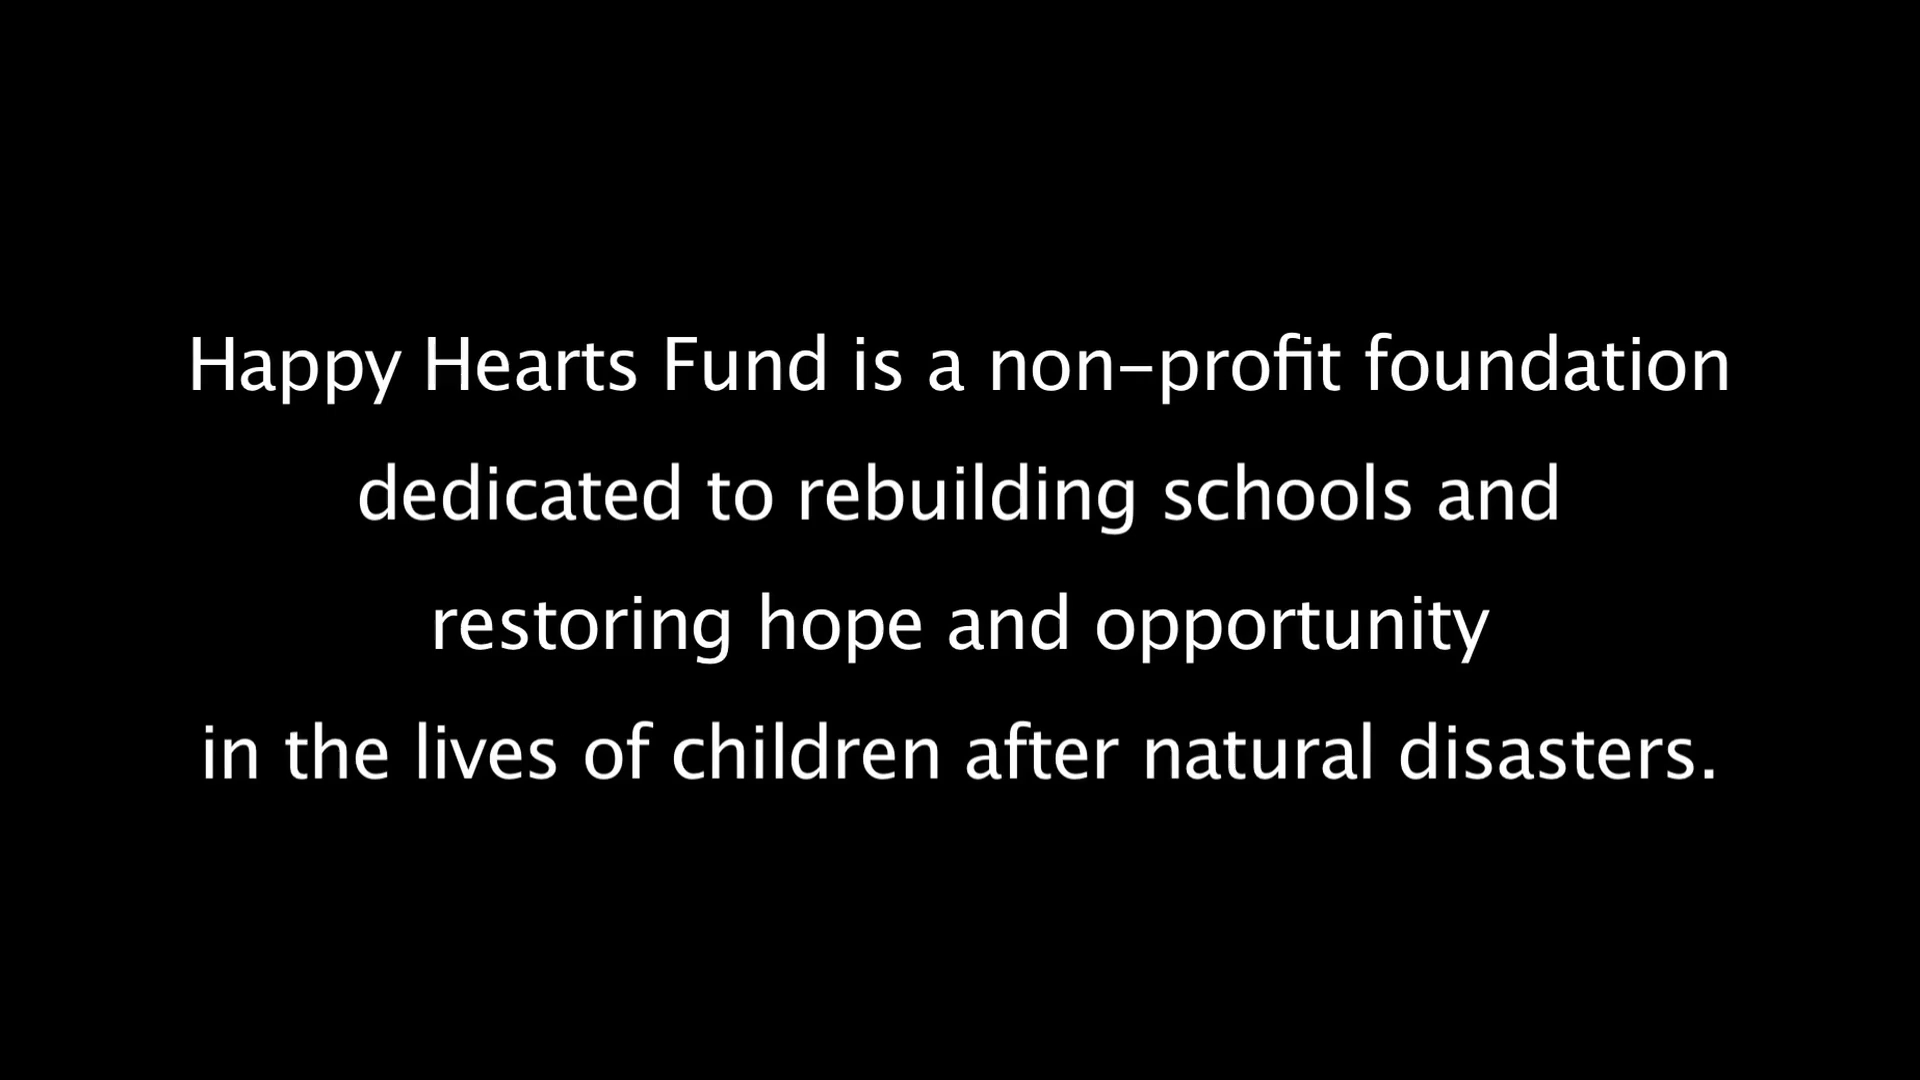 Happy Hearts Fund is a non-profit foundation
dedicated to rebuilding schools and
restoring hope and opportunity
in the lives of children after natural disasters.